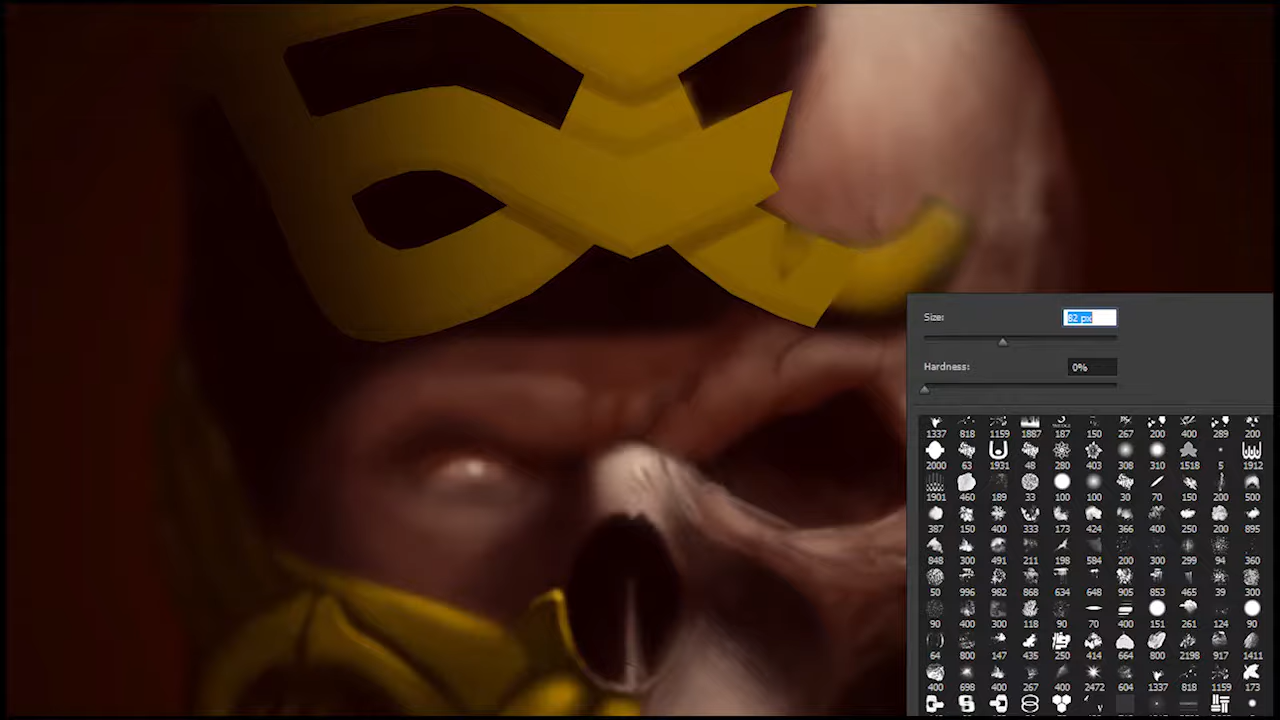 Size:
82 px
Hardness:
0%
1337 818 1159 1887 187 150 267 200 400 289 200
2000 63 1931 48 280 403 308 310 1518 5 1912
1901 460 189 33 100 100 30 70 150 200 500
387 150 400 333 173 424 366 400 250 200 895
848 300 491 211 198 584 200 300 299 94 360
50 996 982 868 634 648 905 853 465 39 300
90 400 300 118 90 70 400 151 261 124 90
64 800 147 435 250 414 664 800 2198 917 1411
400 698 400 267 400 2472 604 1337 818 1159 173